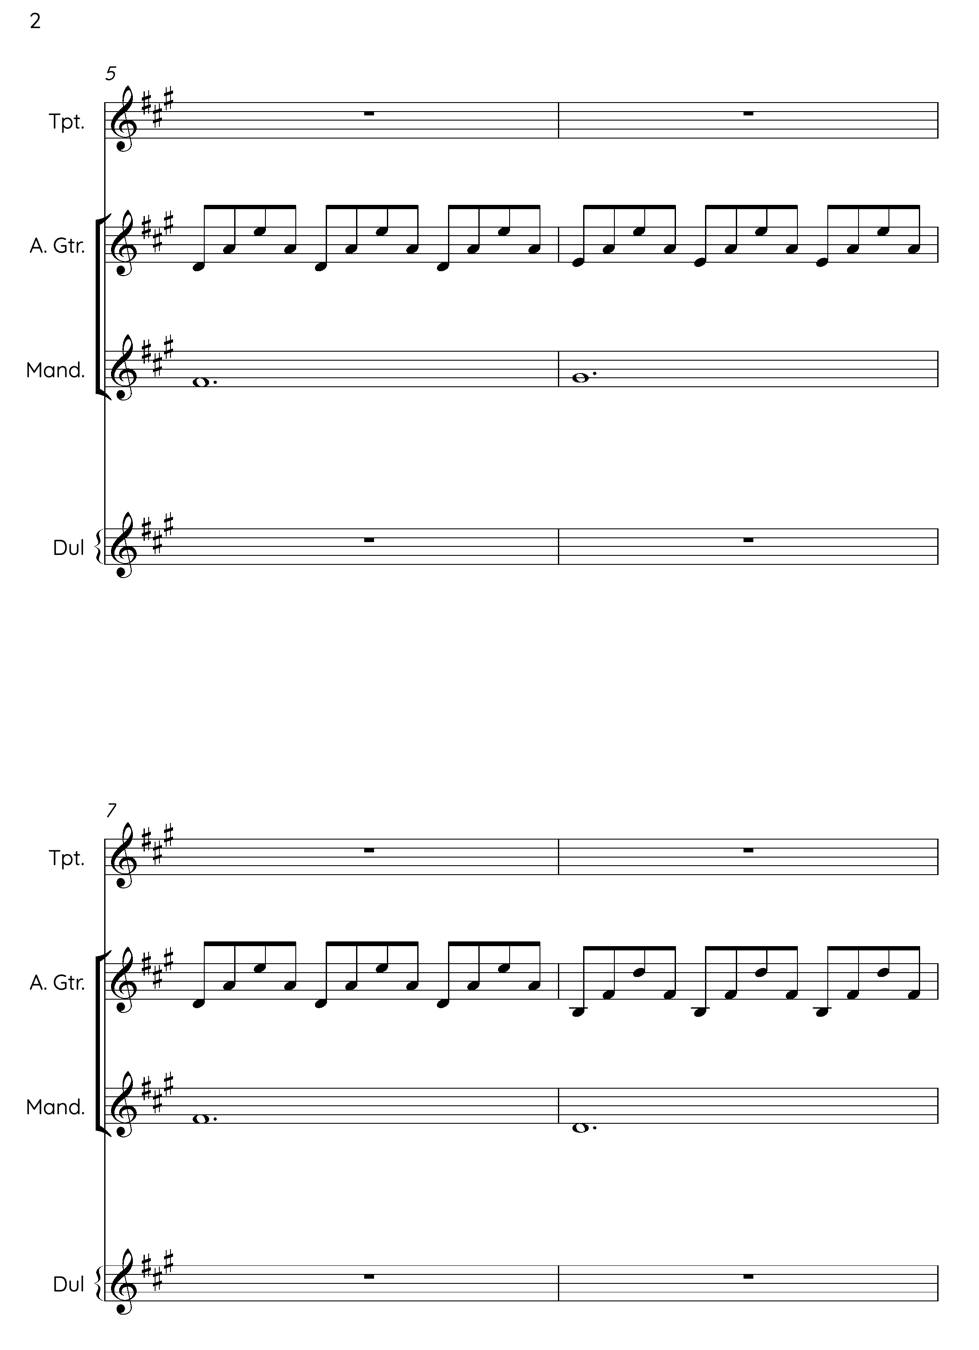 2
5
Tpt.
A. Gtr.
Mand.
Dul
7
Tpt.
A. Gtr.
Mand.
Dul